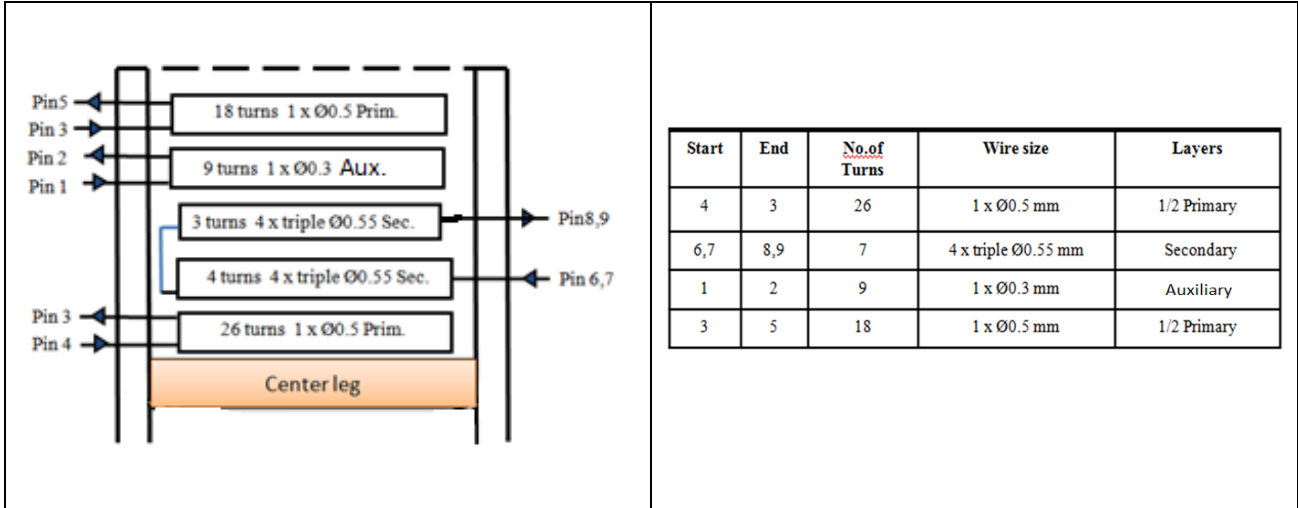 Pin5
18 turns 1 x Ø0.5 Prim.
Pin 3
Pin 2
9 turns 1 x Ø0.3 Aux.
Pin 1
3 turns 4 x triple Ø0.55 Sec.
Pin8,9
4 turns 4 x triple Ø0.55 Sec.
Pin 6,7
Pin 3
26 turns 1 x Ø0.5 Prim.
Pin 4
Center leg
Start End No.of Turns Wire size Layers
4 3 26 1 x Ø0.5 mm 1/2 Primary
6,7 8,9 7 4 x triple Ø0.55 mm Secondary
1 2 9 1 x Ø0.3 mm Auxiliary
3 5 18 1 x Ø0.5 mm 1/2 Primary